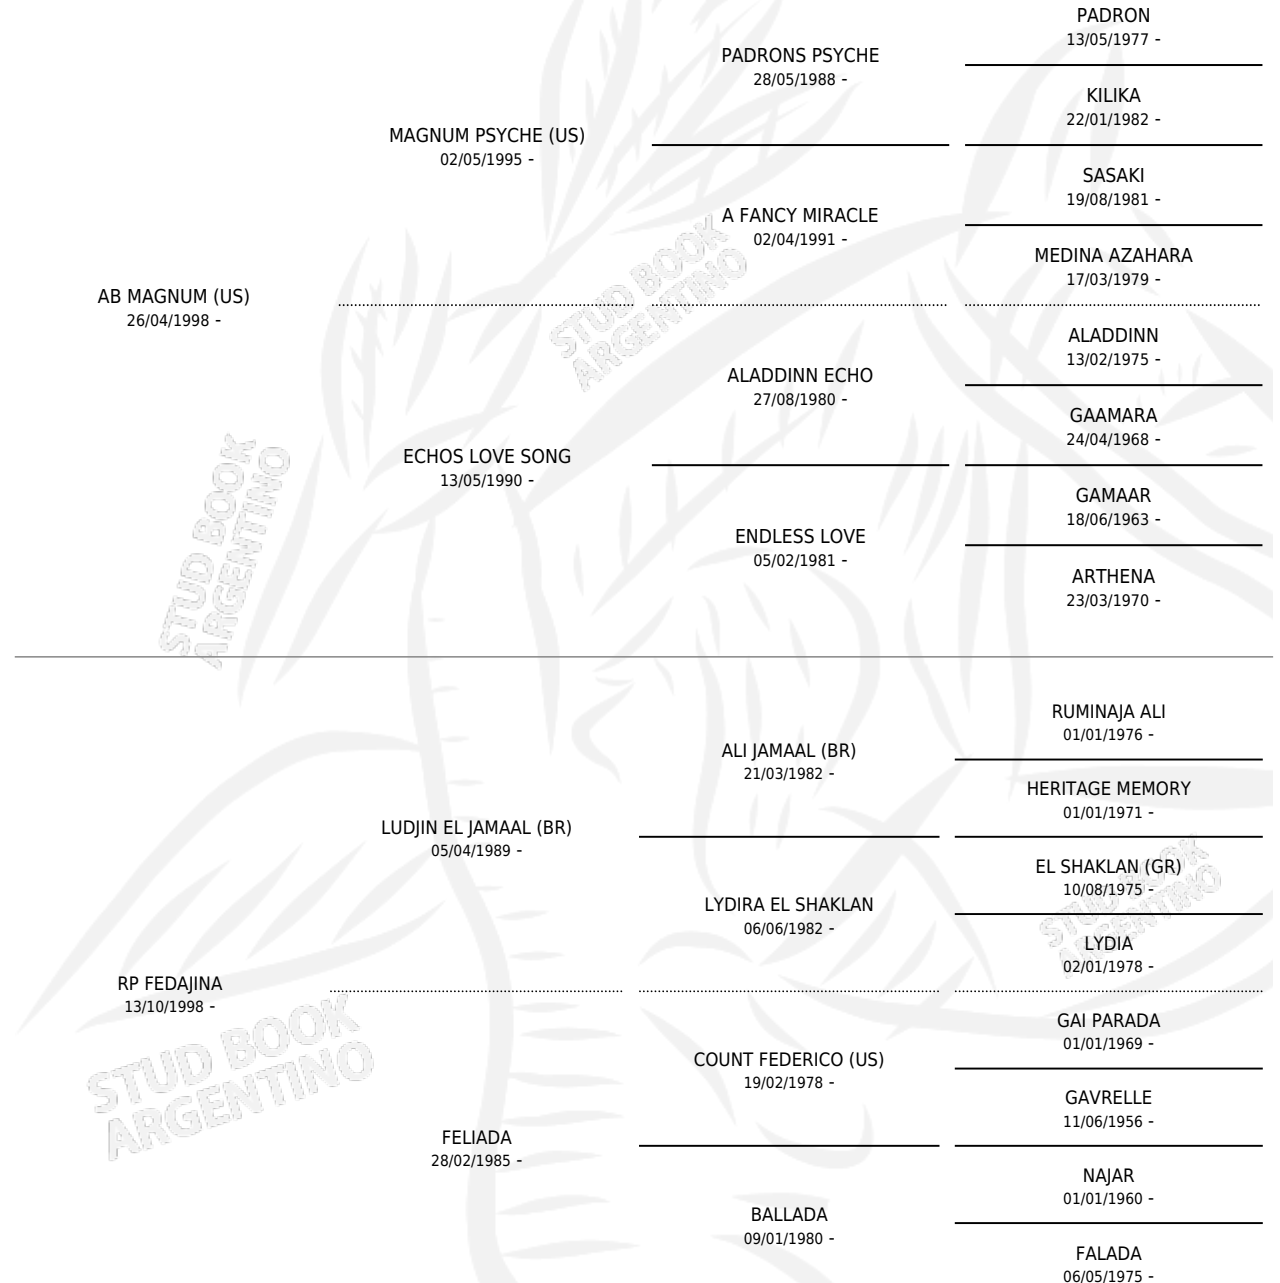 PADRON
13/05/1977 -
PADRONS PSYCHE
28/05/1988 -
KILIKA
22/01/1982 -
MAGNUM PSYCHE (US)
02/05/1995 -
SASAKI
19/08/1981 -
A FANCY MIRACLE
02/04/1991 -
MEDINA AZAHARA
17/03/1979 -
AB MAGNUM (US)
26/04/1998 -
STUD BOOK
ARGENTINO
ALADDINN
13/02/1975 -
ALADDINN ECHO
27/08/1980 -
GAAMARA
24/04/1968 -
ECHOS LOVE SONG
13/05/1990 -
GAMAAR
18/06/1963 -
ENDLESS LOVE
05/02/1981 -
ARTHENA
23/03/1970 -
STUD BOOK
ARGENTINO
RUMINAJA ALI
01/01/1976 -
ALI JAMAAL (BR)
21/03/1982 -
HERITAGE MEMORY
01/01/1971 -
LUDJIN EL JAMAAL (BR)
05/04/1989 -
EL SHAKLAN (GR)
10/08/1975 -
LYDIRA EL SHAKLAN
06/06/1982 -
STUD BOOK
ARGENTINO
LYDIA
02/01/1978 -
RP FEDAJINA
13/10/1998 -
GAI PARADA
01/01/1969 -
COUNT FEDERICO (US)
19/02/1978 -
GAVRELLE
11/06/1956 -
STUD BOOK
ARGENTINO
FELIADA
28/02/1985 -
NAJAR
01/01/1960 -
BALLADA
09/01/1980 -
FALADA
06/05/1975 -